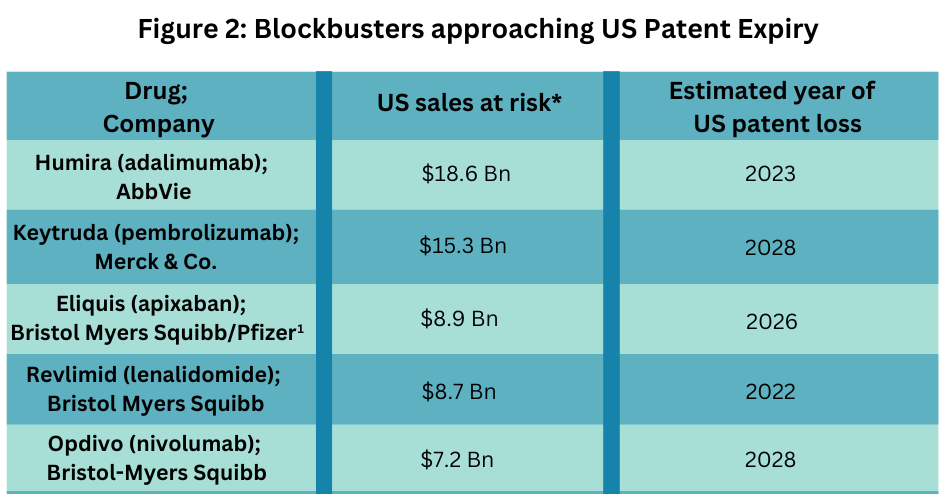 Figure 2: Blockbusters approaching US Patent Expiry
Drug;
Company
US sales at risk*
Estimated year of
US patent loss
Humira (adalimumab);
AbbVie
$18.6 Bn
2023
Keytruda (pembrolizumab);
Merck & Co.
$15.3 Bn
2028
Eliquis (apixaban);
Bristol Myers Squibb/Pfizer¹
$8.9 Bn
2026
Revlimid (lenalidomide);
Bristol Myers Squibb
$8.7 Bn
2022
Opdivo (nivolumab);
Bristol-Myers Squibb
$7.2 Bn
2028